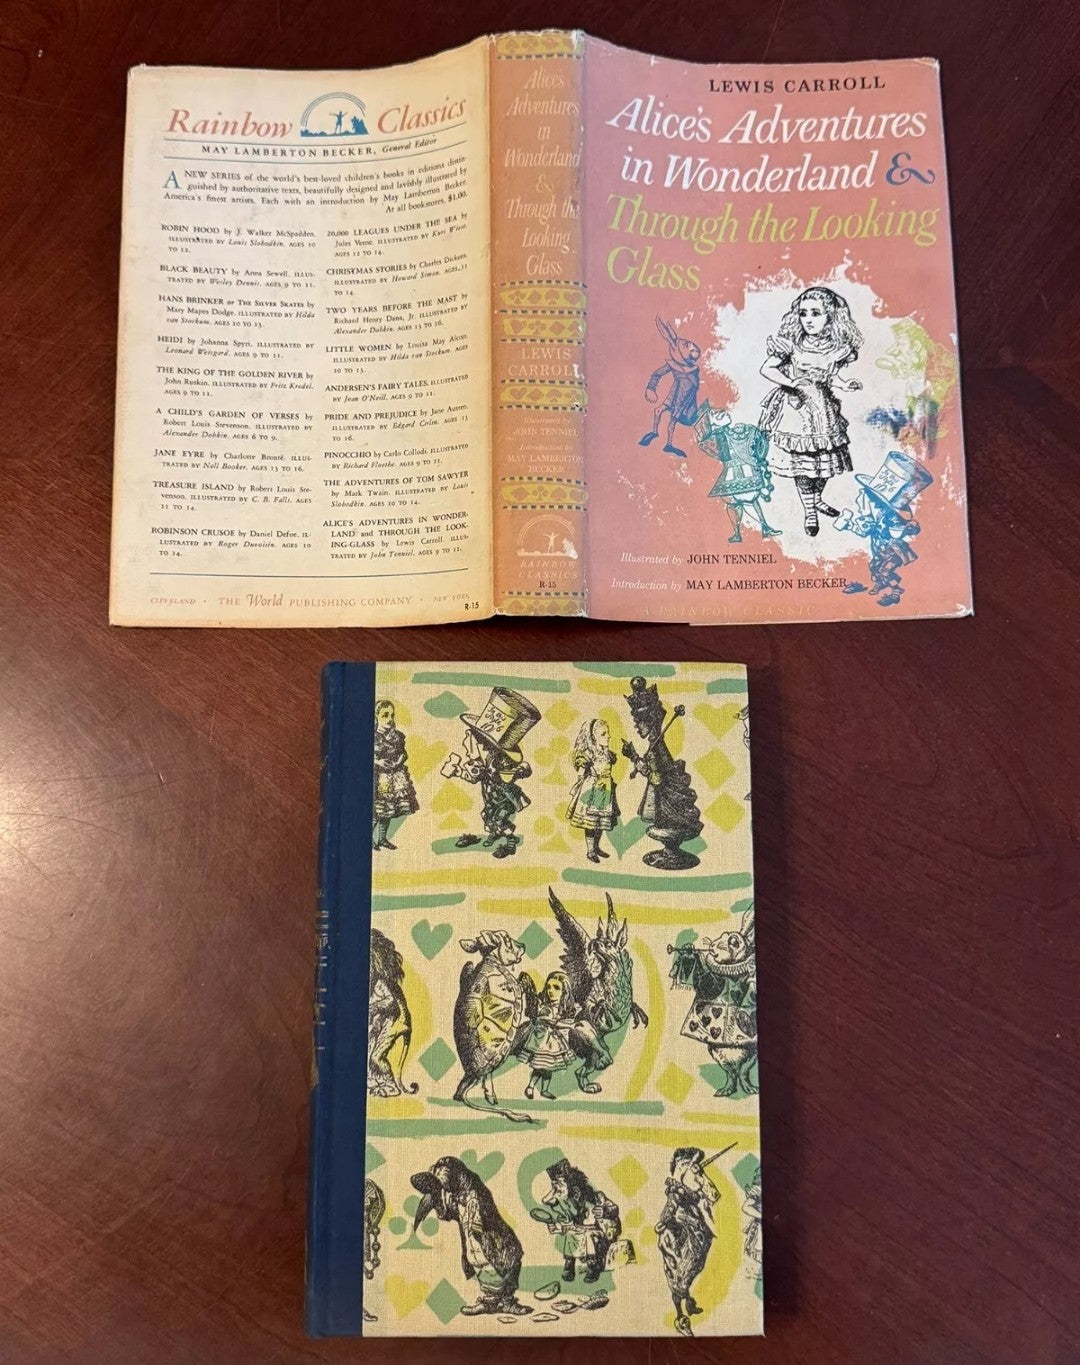 Rainbow Classics
MAY LAMBERTON BECKER, General Editor
A NEW SERIES of the world's best-loved children's books in editions distin-
guished by authoritative texts, beautifully designed and lavishly illustrated by
America's finest artists. Each with an introduction by May Lamberton Becker.
At all bookstores, $1.00.
ROBIN HOOD by J. Walker McSpadden.
ILLUSTRATED by Louis Slobodkin. AGES 10
TO 12.
BLACK BEAUTY by Anna Sewell. ILLUS-
TRATED BY Wesley Dennis. AGES 9 TO 11.
HANS BRINKER or THE SILVER SKATES by
Mary Mapes Dodge. ILLUSTRATED by Hilda
van Stockum. AGES 10 TO 13.
HEIDI by Johanna Spyri. ILLUSTRATED by
Leonard Weisgard. AGES 9 TO 11.
THE KING OF THE GOLDEN RIVER by
John Ruskin. ILLUSTRATED by Fritz Kredel.
AGES 9 TO 11.
A CHILD'S GARDEN OF VERSES by
Robert Louis Stevenson. ILLUSTRATED by
Alexander Dobkin. AGES 6 TO 9.
JANE EYRE by Charlotte Brontë. ILLUS-
TRATED by Nell Booker. AGES 13 TO 16.
TREASURE ISLAND by Robert Louis Ste-
venson. ILLUSTRATED by C. B. Falls. AGES
11 TO 14.
ROBINSON CRUSOE by Daniel Defoe. IL-
LUSTRATED by Roger Duvoisin. AGES 10
TO 14.
20,000 LEAGUES UNDER THE SEA by
Jules Verne. ILLUSTRATED by Kurt Wiese.
AGES 12 TO 14.
CHRISTMAS STORIES by Charles Dickens.
ILLUSTRATED by Howard Simon. AGES 11
TO 14.
TWO YEARS BEFORE THE MAST by
Richard Henry Dana, Jr. ILLUSTRATED by
Alexander Dobkin. AGES 13 TO 16.
LITTLE WOMEN by Louisa May Alcott.
ILLUSTRATED by Hilda van Stockum. AGES
10 TO 13.
ANDERSEN'S FAIRY TALES. ILLUSTRATED
BY Jean O'Neill. AGES 9 TO 11.
PRIDE AND PREJUDICE by Jane Austen.
ILLUSTRATED by Edgard Cirlin. AGES 13
TO 16.
PINOCCHIO by Carlo Collodi. ILLUSTRATED
by Richard Floethe. AGES 9 TO 11.
THE ADVENTURES OF TOM SAWYER
by Mark Twain. ILLUSTRATED by Louis
Slobodkin. AGES 10 TO 14.
ALICE'S ADVENTURES IN WONDER-
LAND and THROUGH THE LOOK-
ING-GLASS by Lewis Carroll. ILLUS-
TRATED by John Tenniel. AGES 9 TO 11.
CLEVELAND · THE World PUBLISHING COMPANY · NEW YORK
R-15
Alice's
Adventures
in
Wonderland
&
Through the
Looking
Glass
LEWIS
CARROLL
Illustrated by
JOHN TENNIEL
Introduction by
MAY LAMBERTON
BECKER
RAINBOW
CLASSICS
R-15
LEWIS CARROLL
Alice's Adventures
in Wonderland &
Through the Looking
Glass
Illustrated by JOHN TENNIEL
Introduction by MAY LAMBERTON BECKER
A RAINBOW CLASSIC